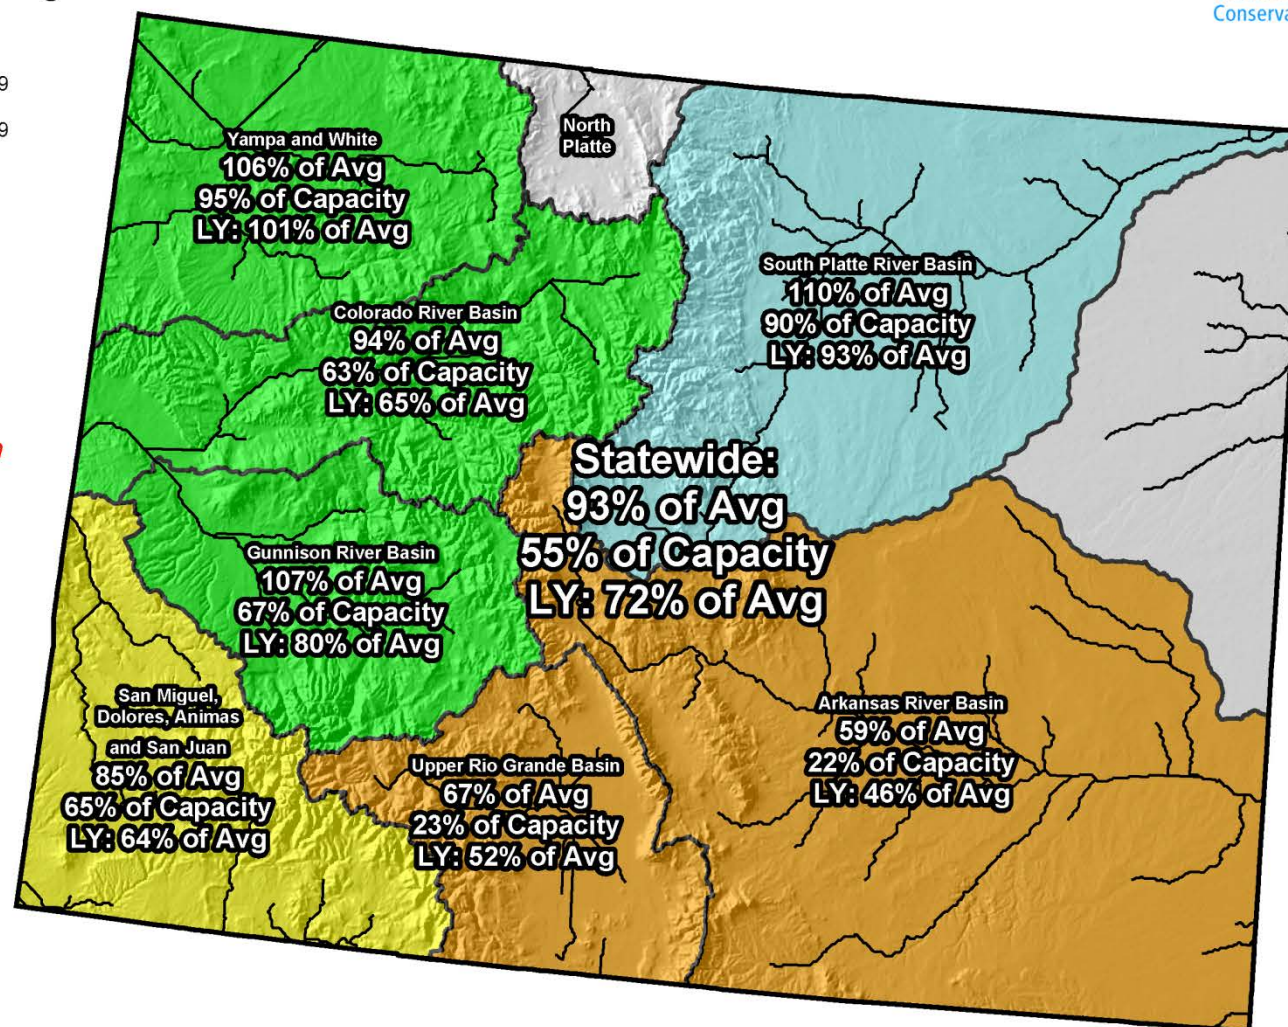 Conserva
9
9
North
Platte
Yampa and White
106% of Avg
95% of Capacity
LY: 101% of Avg
South Platte River Basin
110% of Avg
90% of Capacity
LY: 93% of Avg
Colorado River Basin
94% of Avg
63% of Capacity
LY: 65% of Avg
Statewide:
93% of Avg
55% of Capacity
LY: 72% of Avg
Gunnison River Basin
107% of Avg
67% of Capacity
LY: 80% of Avg
San Miguel,
Dolores, Animas
and San Juan
85% of Avg
65% of Capacity
LY: 64% of Avg
Upper Rio Grande Basin
67% of Avg
23% of Capacity
LY: 52% of Avg
Arkansas River Basin
59% of Avg
22% of Capacity
LY: 46% of Avg